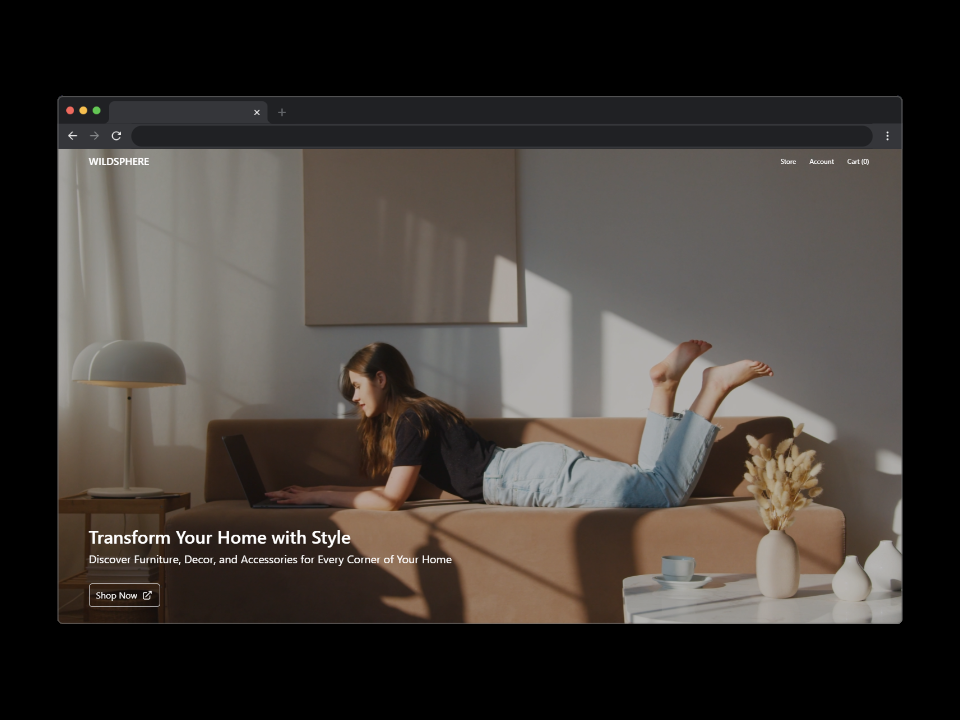 WILDSPHERE
Store Account Cart (0)
Transform Your Home with Style
Discover Furniture, Decor, and Accessories for Every Corner of Your Home
Shop Now